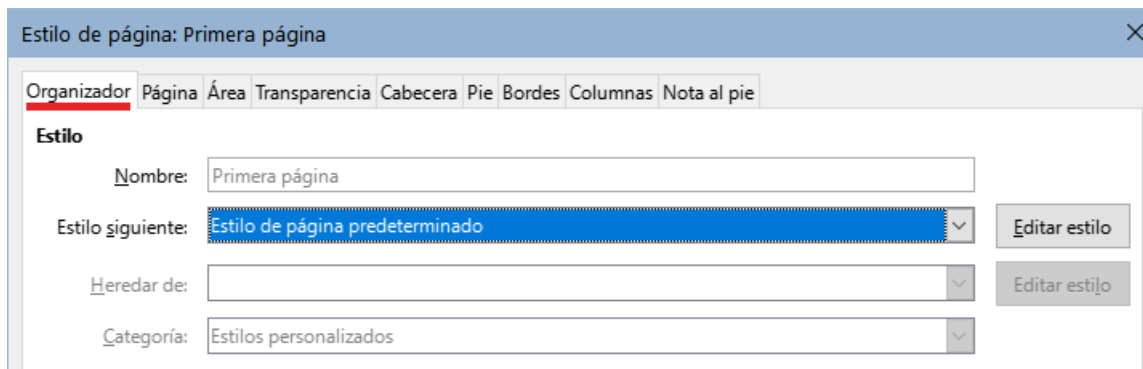 Estilo de página: Primera página
Organizador Página Área Transparencia Cabecera Pie Bordes Columnas Nota al pie
Estilo
Nombre: Primera página
Estilo siguiente: Estilo de página predeterminado Editar estilo
Heredar de: Editar estilo
Categoría: Estilos personalizados